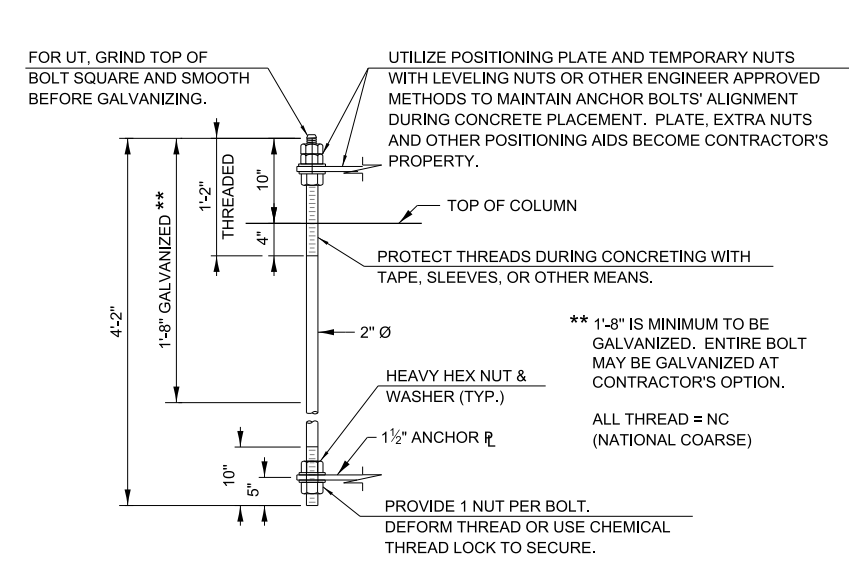 FOR UT, GRIND TOP OF
BOLT SQUARE AND SMOOTH
BEFORE GALVANIZING.
UTILIZE POSITIONING PLATE AND TEMPORARY NUTS
WITH LEVELING NUTS OR OTHER ENGINEER APPROVED
METHODS TO MAINTAIN ANCHOR BOLTS' ALIGNMENT
DURING CONCRETE PLACEMENT. PLATE, EXTRA NUTS
AND OTHER POSITIONING AIDS BECOME CONTRACTOR'S
PROPERTY.
4'-2"
1'-8" GALVANIZED **
1'-2"
THREADED
10"
4"
TOP OF COLUMN
PROTECT THREADS DURING CONCRETING WITH
TAPE, SLEEVES, OR OTHER MEANS.
2" Ø
** 1'-8" IS MINIMUM TO BE
GALVANIZED. ENTIRE BOLT
MAY BE GALVANIZED AT
CONTRACTOR'S OPTION.
ALL THREAD = NC
(NATIONAL COARSE)
HEAVY HEX NUT &
WASHER (TYP.)
1½" ANCHOR ℄
10"
5"
PROVIDE 1 NUT PER BOLT.
DEFORM THREAD OR USE CHEMICAL
THREAD LOCK TO SECURE.